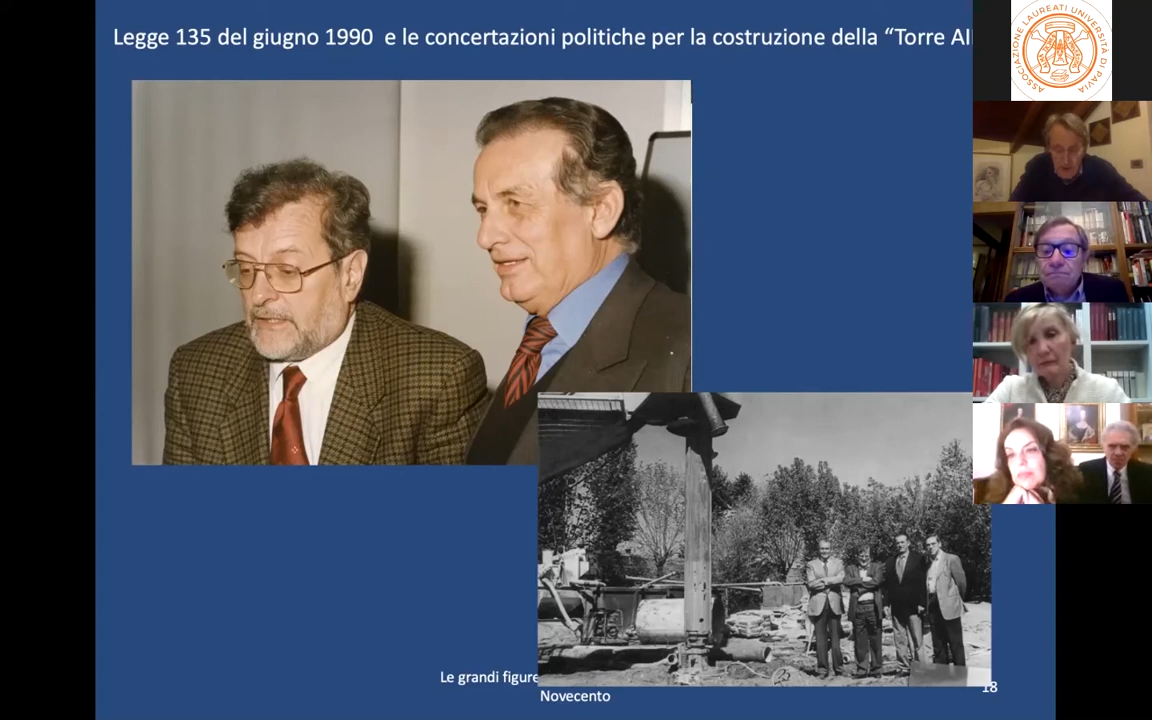 Legge 135 del giugno 1990 e le concertazioni politiche per la costruzione della “Torre AI
ASSOCIAZIONE LAUREATI UNIVERSITÀ DI PAVIA
Le grandi figure
Novecento
18